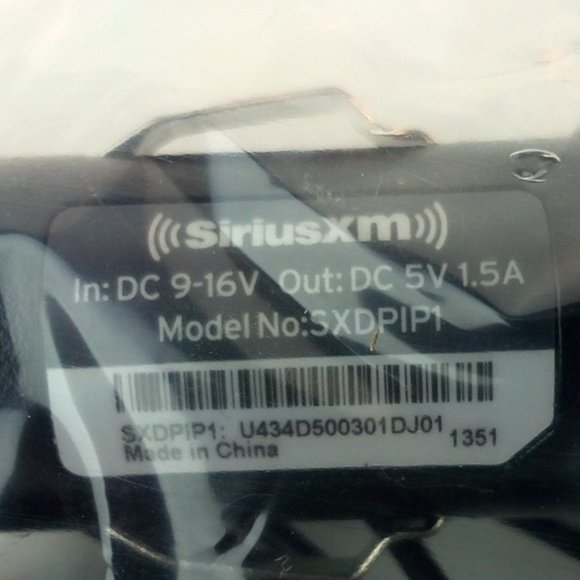 SiriusXm
In: DC 9-16V Out: DC 5V 1.5A
Model No:SXDPIP1
SXDPIP1: U434D500301DJ01 1351
Made in China